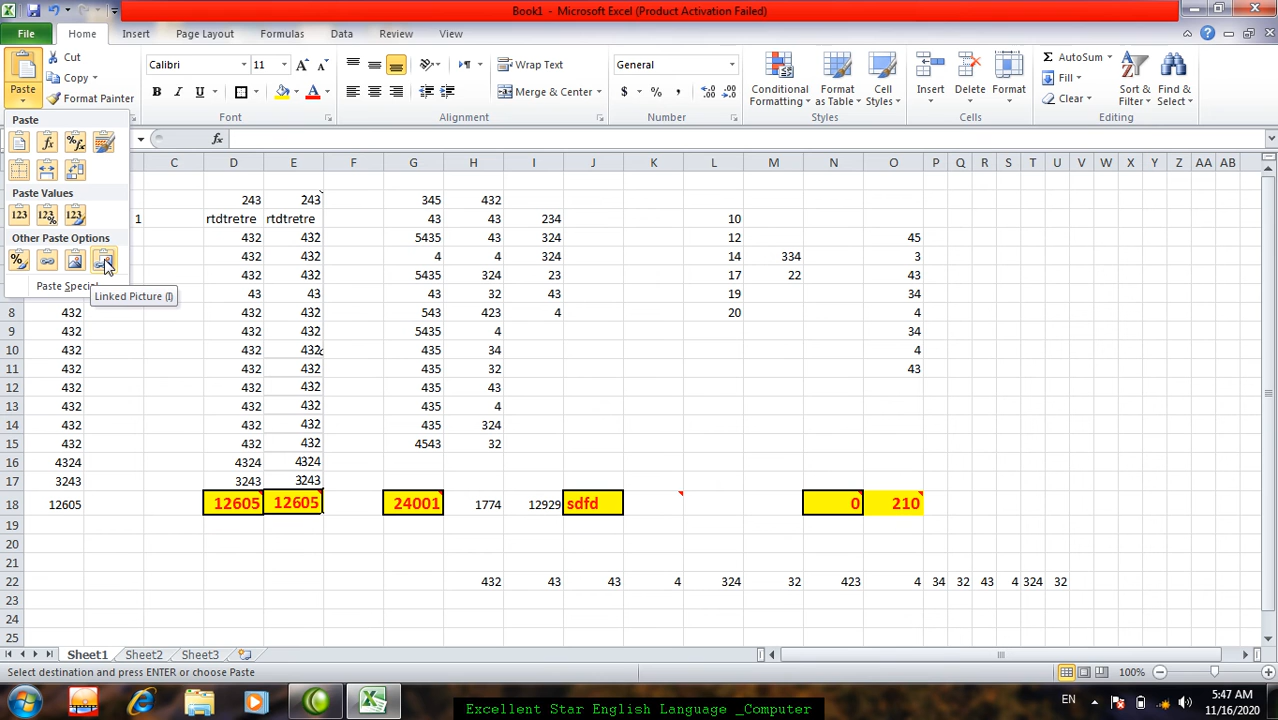 Book1 - Microsoft Excel (Product Activation Failed)
File Home Insert Page Layout Formulas Data Review View
Paste
Cut
Copy
Format Painter
Calibri 11
B I U
Font
Wrap Text
Merge & Center
Alignment
General
$ % ,
Number
Conditional Formatting
Format as Table
Cell Styles
Styles
Insert Delete Format
Cells
AutoSum
Fill
Clear
Sort & Filter
Find & Select
Editing
Paste
Paste Values
Other Paste Options
Paste Special
Linked Picture (I)
fx
C D E F G H I J K L M N O P Q R S T U V W X Y Z AA AB
243 243 345 432
1 rtdtretre rtdtretre 43 43 234 10
432 432 5435 43 324 12 45
432 432 4 4 324 14 334 3
432 432 5435 324 23 17 22 43
43 43 43 32 43 19 34
8 432 432 432 543 423 4 20 4
9 432 432 432 5435 4 34
10 432 432 432 435 34 4
11 432 432 432 435 32 43
12 432 432 432 435 43
13 432 432 432 435 4
14 432 432 432 435 324
15 432 432 432 4543 32
16 4324 4324 4324
17 3243 3243 3243
18 12605 12605 12605 24001 1774 12929 sdfd 0 210
19
20
21
22 432 43 43 4 324 32 423 4 34 32 43 4 324 32
23
24
25
Sheet1 Sheet2 Sheet3
Select destination and press ENTER or choose Paste
100%
Excellent Star English Language _Computer
EN
5:47 AM
11/16/2020